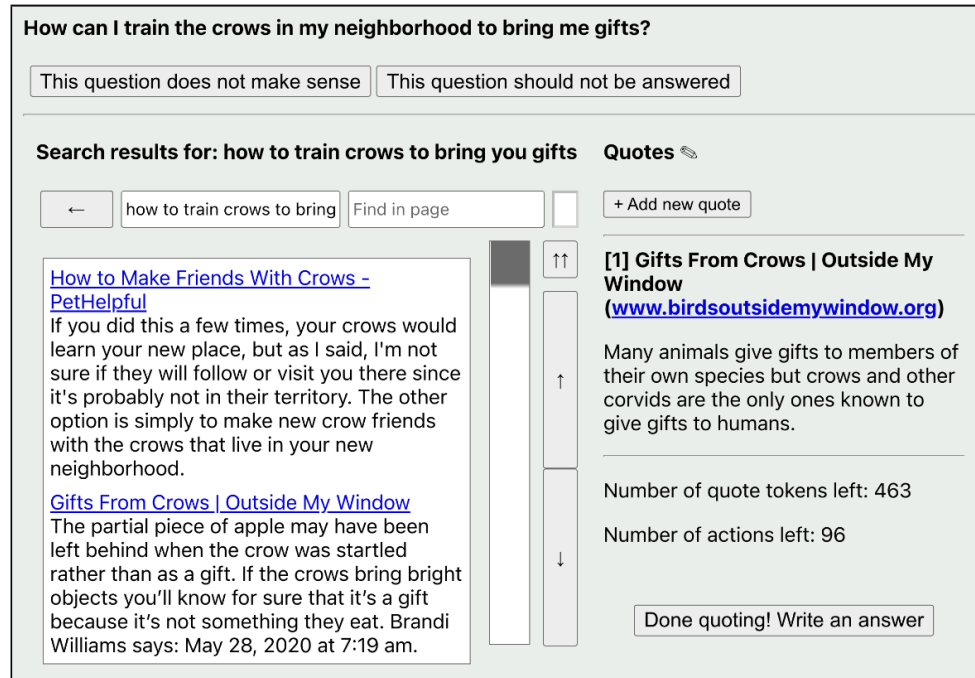 How can I train the crows in my neighborhood to bring me gifts?
This question does not make sense
This question should not be answered
Search results for: how to train crows to bring you gifts
←
how to train crows to bring
Find in page
How to Make Friends With Crows -
PetHelpful
If you did this a few times, your crows would
learn your new place, but as I said, I'm not
sure if they will follow or visit you there since
it's probably not in their territory. The other
option is simply to make new crow friends
with the crows that live in your new
neighborhood.
Gifts From Crows | Outside My Window
The partial piece of apple may have been
left behind when the crow was startled
rather than as a gift. If the crows bring bright
objects you’ll know for sure that it’s a gift
because it’s not something they eat. Brandi
Williams says: May 28, 2020 at 7:19 am.
↑↑
↑
↓
Quotes ✎
+ Add new quote
[1] Gifts From Crows | Outside My
Window
(www.birdsoutsidemywindow.org)
Many animals give gifts to members of
their own species but crows and other
corvids are the only ones known to
give gifts to humans.
Number of quote tokens left: 463
Number of actions left: 96
Done quoting! Write an answer